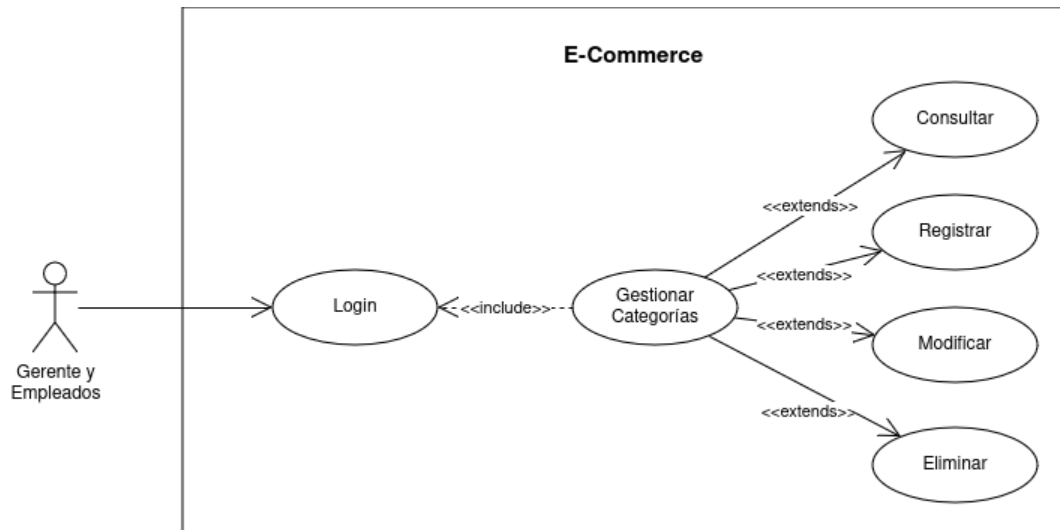 E-Commerce
Consultar
<<extends>>
Registrar
<<extends>>
Gestionar
Categorías
Login
<<include>>
<<extends>>
Modificar
Gerente y
Empleados
<<extends>>
Eliminar